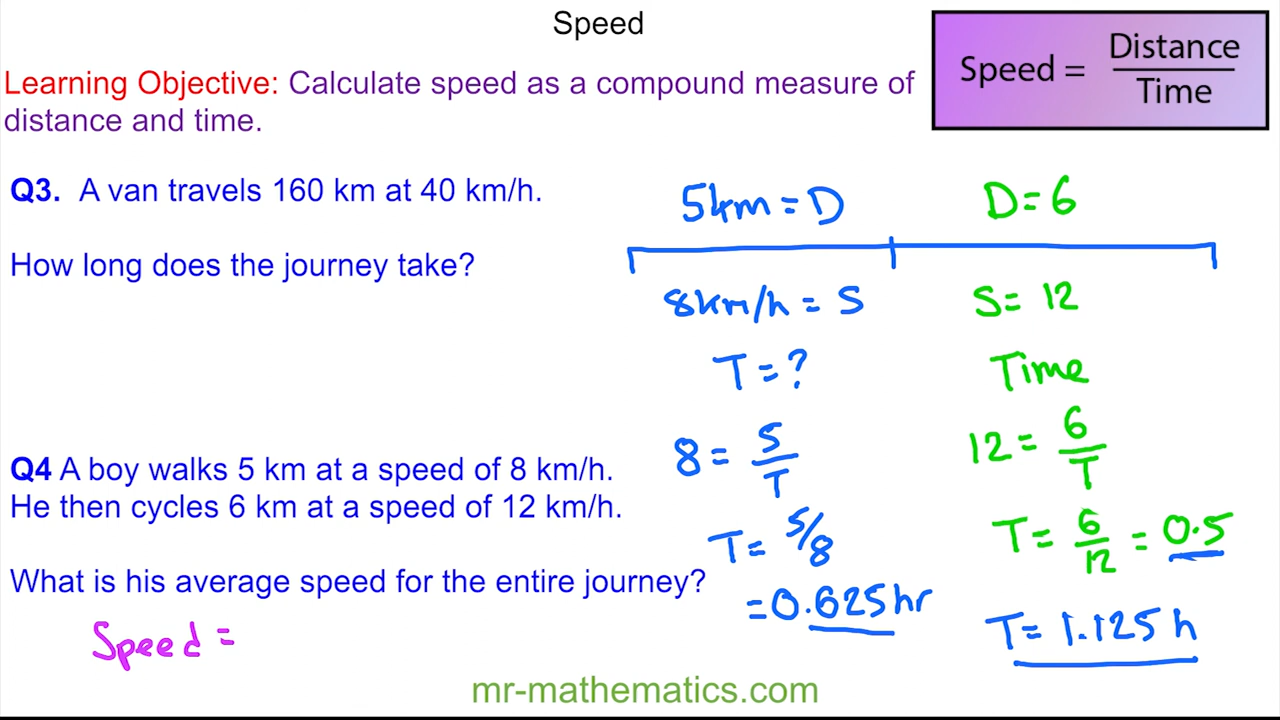 Speed
Learning Objective: Calculate speed as a compound measure of
distance and time.
Speed = Distance
Time
Q3. A van travels 160 km at 40 km/h.
How long does the journey take?
Q4 A boy walks 5 km at a speed of 8 km/h.
He then cycles 6 km at a speed of 12 km/h.
What is his average speed for the entire journey?
Speed =
5km = D
8km/h = S
T = ?
8 = 5/T
T = 5/8
= 0.625 hr
D = 6
S = 12
Time
12 = 6/T
T = 6/12 = 0.5
T = 1.125 h
mr-mathematics.com